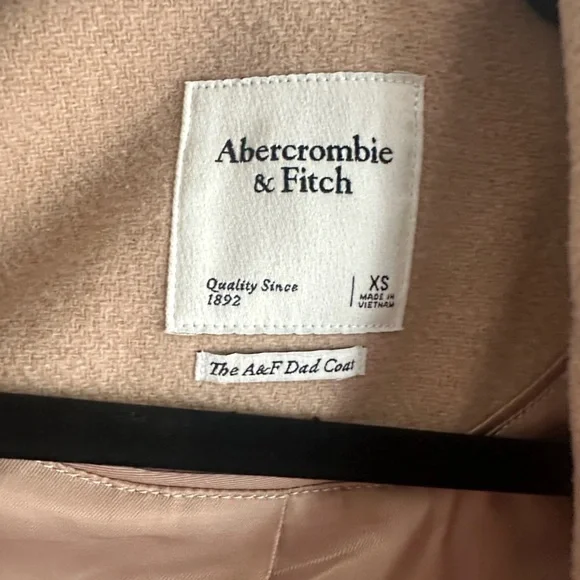 Abercrombie
& Fitch
Quality Since
1892
XS
MADE IN
VIETNAM
The A&F Dad Coat